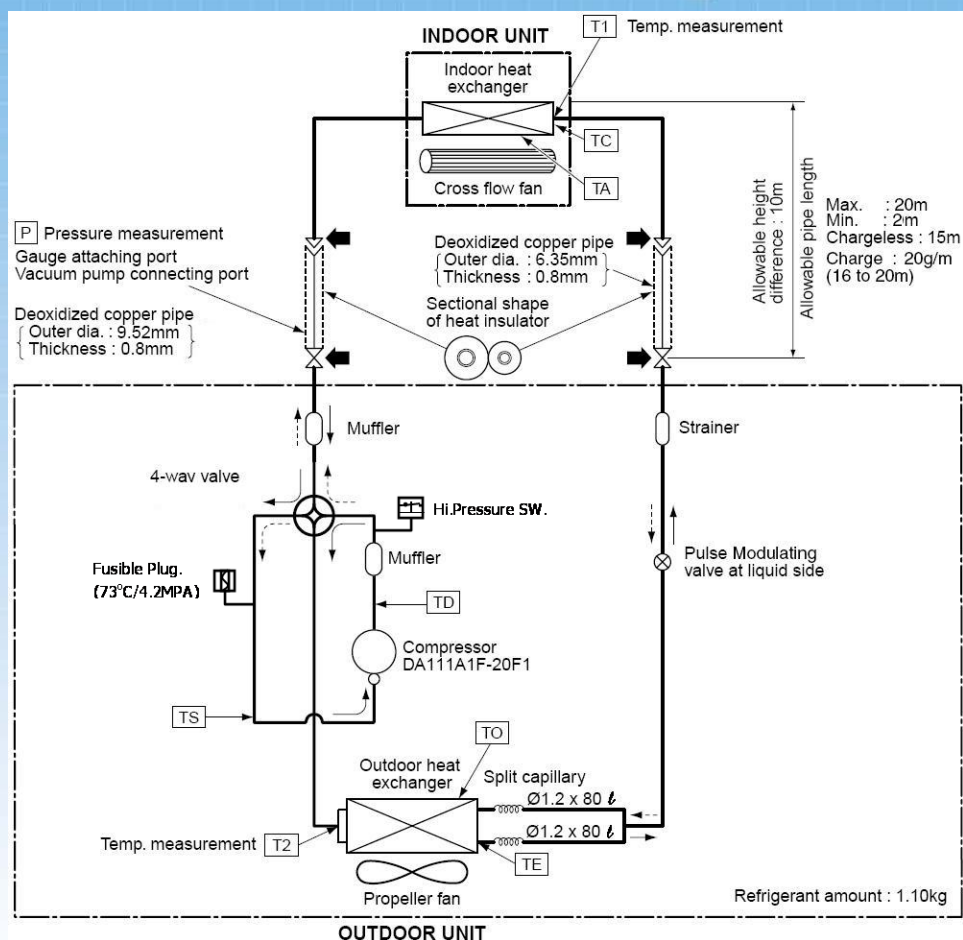 T1 Temp. measurement
INDOOR UNIT
Indoor heat
exchanger
TC
TA
Cross flow fan
Allowable height
difference : 10m
Allowable pipe length
Max. : 20m
Min. : 2m
Chargeless : 15m
Charge : 20g/m
(16 to 20m)
P Pressure measurement
Gauge attaching port
Vacuum pump connecting port
Deoxidized copper pipe
Outer dia. : 9.52mm
Thickness : 0.8mm
Deoxidized copper pipe
Outer dia. : 6.35mm
Thickness : 0.8mm
Sectional shape
of heat insulator
Muffler
Strainer
4-wav valve
Hi.Pressure SW.
Muffler
Pulse Modulating
valve at liquid side
Fusible Plug.
(73°C/4.2MPA)
TD
Compressor
DA111A1F-20F1
TS
TO
Outdoor heat
exchanger
Split capillary
Ø1.2 x 80 ℓ
Ø1.2 x 80 ℓ
Temp. measurement T2
TE
Propeller fan
Refrigerant amount : 1.10kg
OUTDOOR UNIT